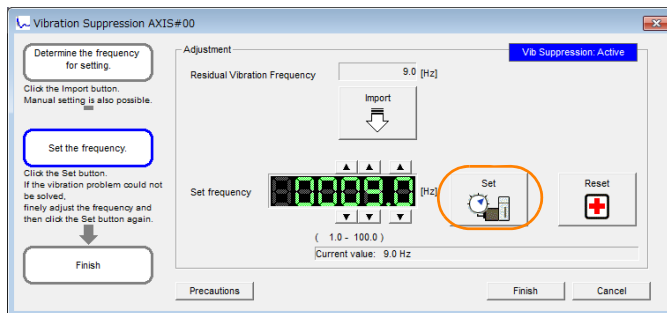 Vibration Suppression AXIS#00
Determine the frequency
for setting.
Click the Import button.
Manual setting is also possible.
Set the frequency.
Click the Set button.
If the vibration problem could not
be solved,
finely adjust the frequency and
then click the Set button again.
Finish
Adjustment
Vib Suppression: Active
Residual Vibration Frequency
9.0 [Hz]
Import
Set frequency
0009.0 [Hz]
Set
Reset
( 1.0 - 100.0 )
Current value: 9.0 Hz
Precautions
Finish
Cancel